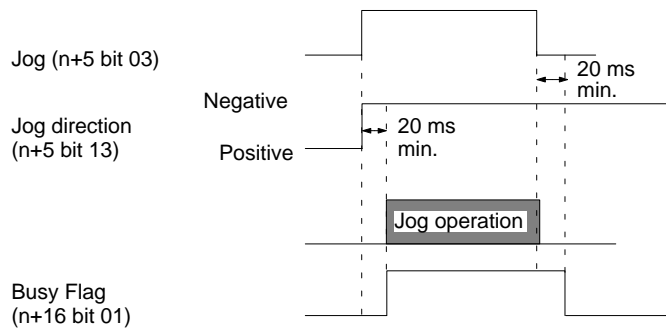 Jog (n+5 bit 03)
20 ms
min.
Negative
Jog direction
(n+5 bit 13)
Positive
20 ms
min.
Jog operation
Busy Flag
(n+16 bit 01)